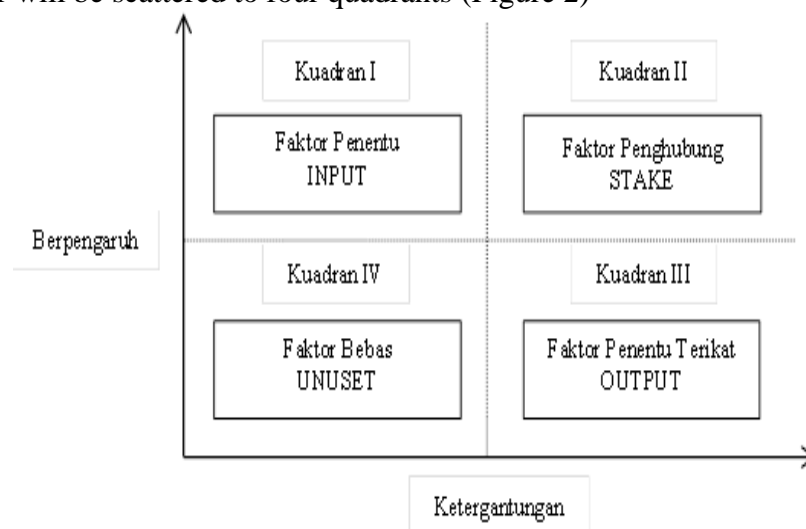 will be scattered to four quadrants (Figure 2)
Kuadran I
Kuadran II
Faktor Penentu
INPUT
Faktor Penghubung
STAKE
Berpengaruh
Kuadran IV
Kuadran III
Faktor Bebas
UNUSET
Faktor Penentu Terikat
OUTPUT
Ketergantungan